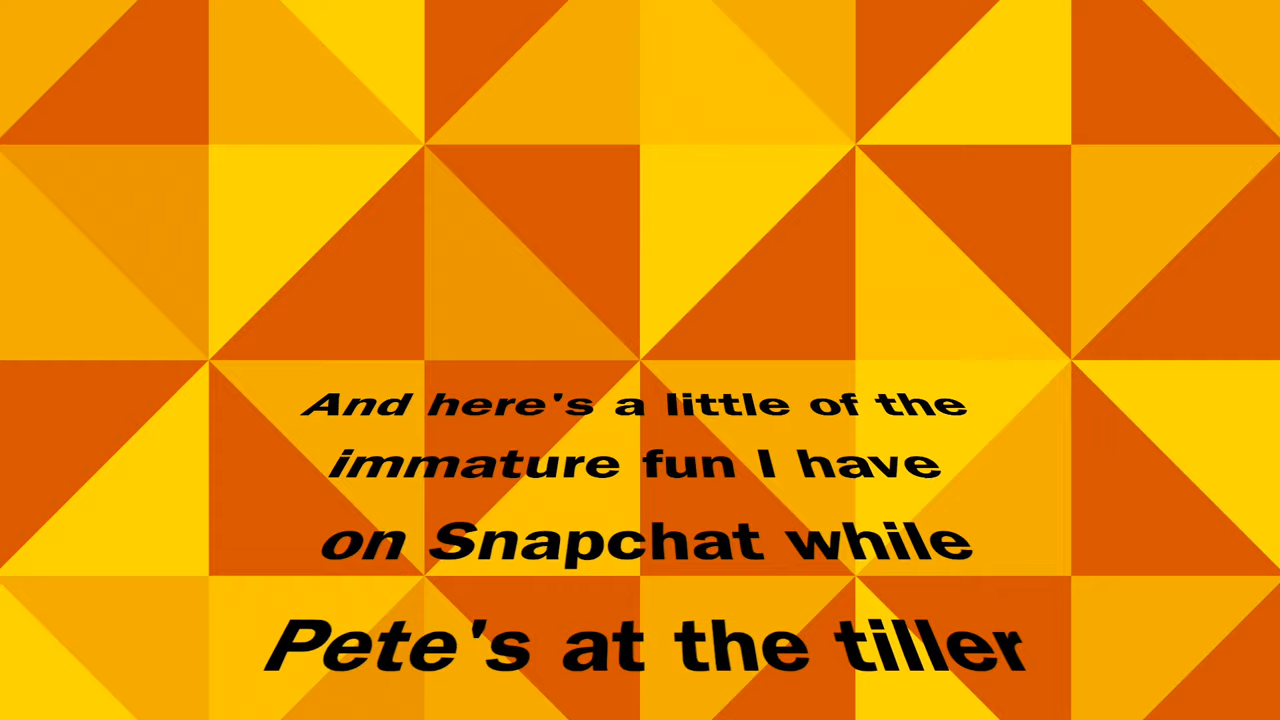 And here's a little of the
immature fun I have
on Snapchat while
Pete's at the tiller